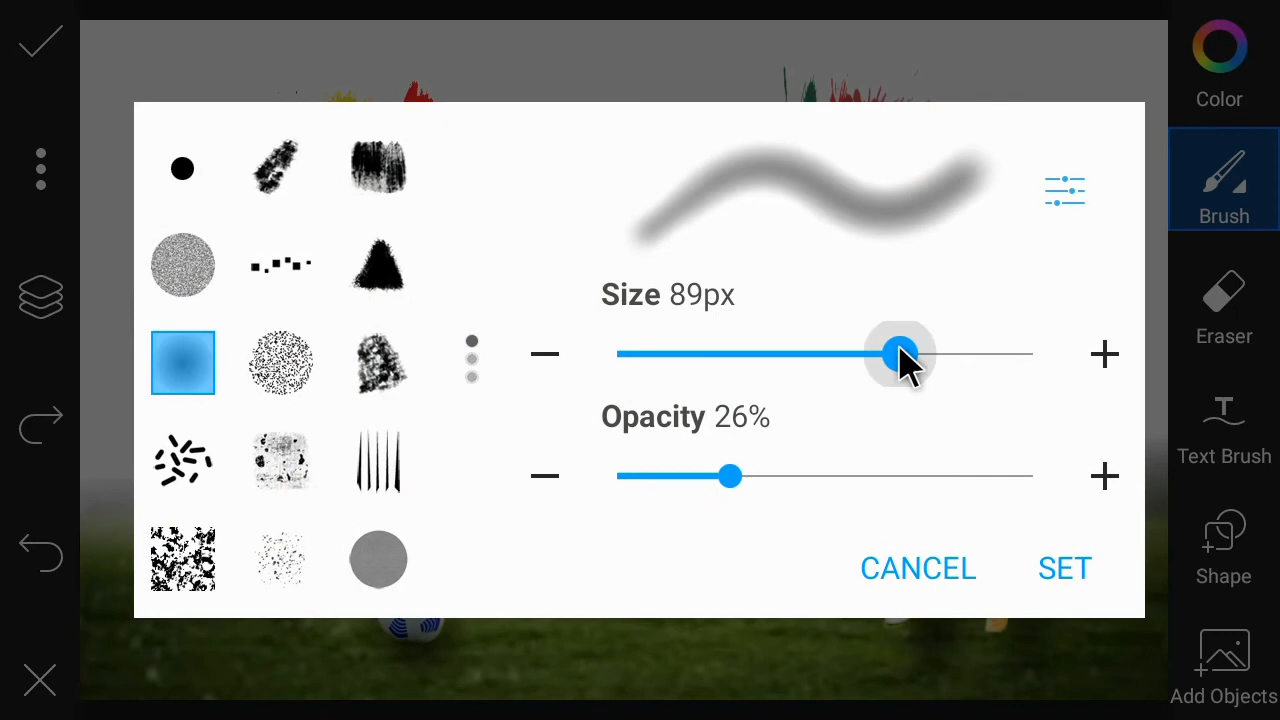 Color
Brush
Size 89px
Eraser
Opacity 26%
Text Brush
CANCEL SET
Shape
Add Objects